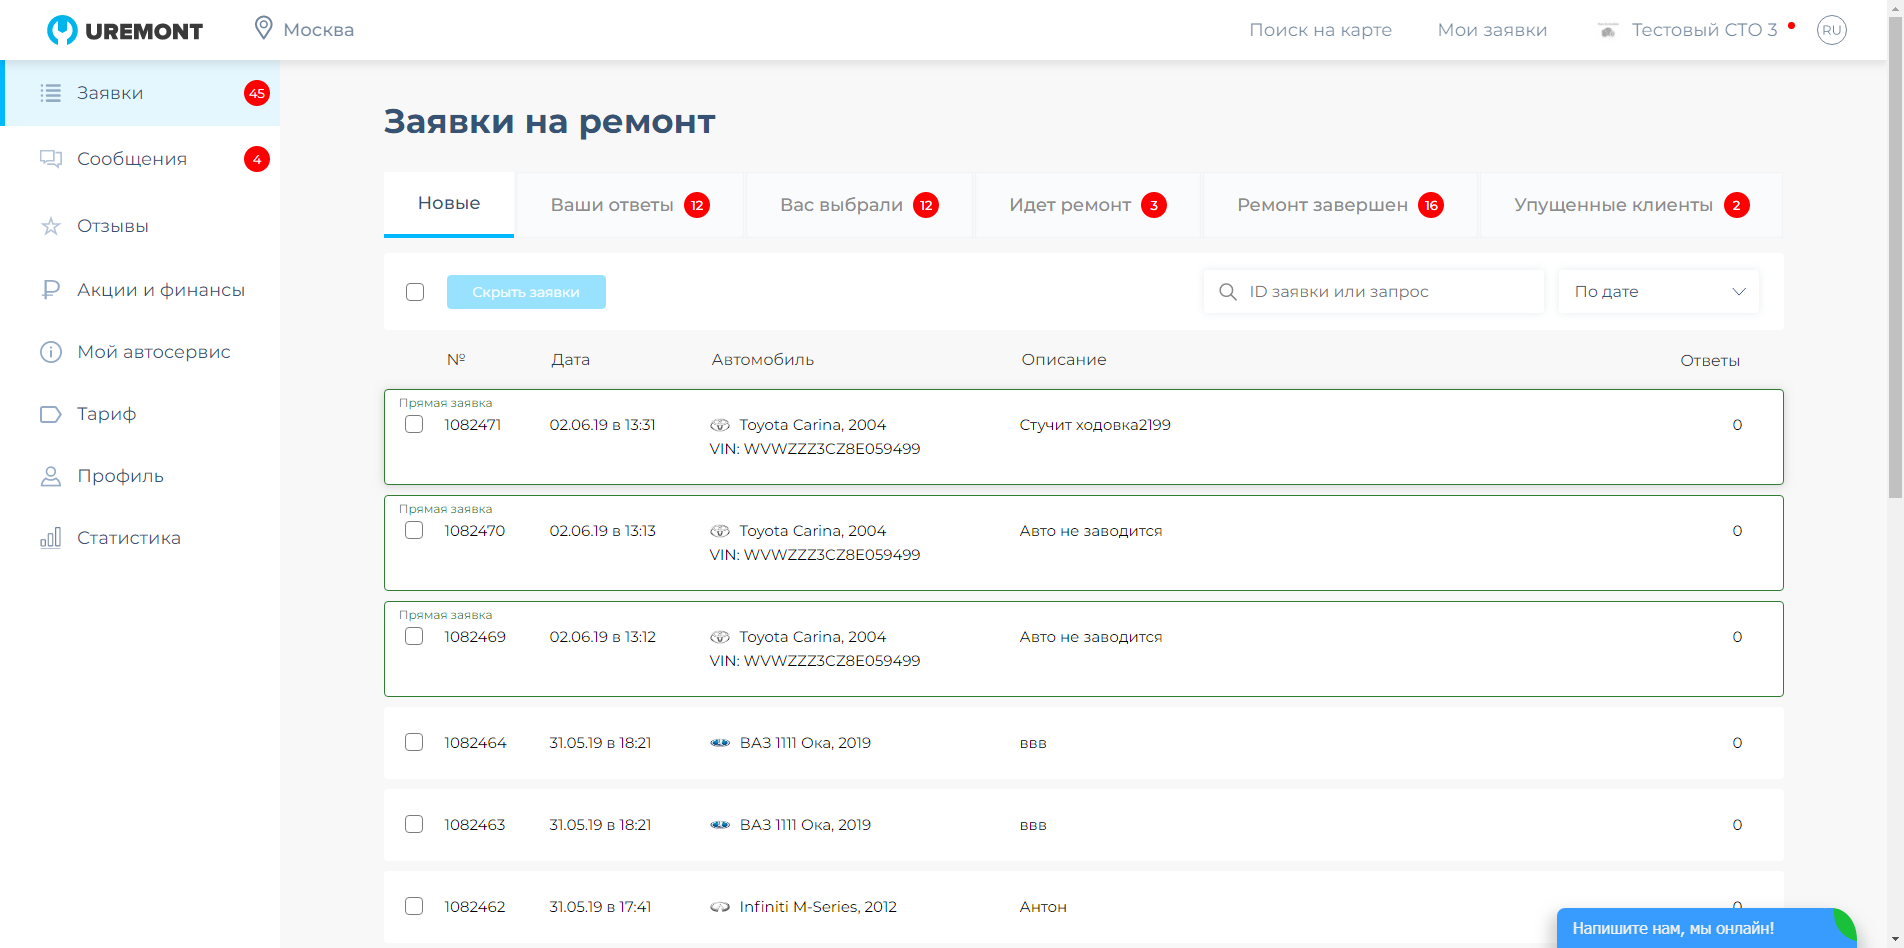 UREMONT
Москва
Поиск на карте
Мои заявки
Тестовый СТО 3
RU
Заявки 45
Сообщения 4
Отзывы
Акции и финансы
Мой автосервис
Тариф
Профиль
Статистика
Заявки на ремонт
Новые
Ваши ответы 12
Вас выбрали 12
Идет ремонт 3
Ремонт завершен 16
Упущенные клиенты 2
Скрыть заявки
ID заявки или запрос
По дате
№ Дата Автомобиль Описание Ответы
Прямая заявка
1082471 02.06.19 в 13:31 Toyota Carina, 2004 Стучит ходовка2199 0
VIN: WVWZZZ3CZ8E059499
Прямая заявка
1082470 02.06.19 в 13:13 Toyota Carina, 2004 Авто не заводится 0
VIN: WVWZZZ3CZ8E059499
Прямая заявка
1082469 02.06.19 в 13:12 Toyota Carina, 2004 Авто не заводится 0
VIN: WVWZZZ3CZ8E059499
1082464 31.05.19 в 18:21 ВАЗ 1111 Ока, 2019 ввв 0
1082463 31.05.19 в 18:21 ВАЗ 1111 Ока, 2019 ввв 0
1082462 31.05.19 в 17:41 Infiniti M-Series, 2012 Антон 0
Напишите нам, мы онлайн!